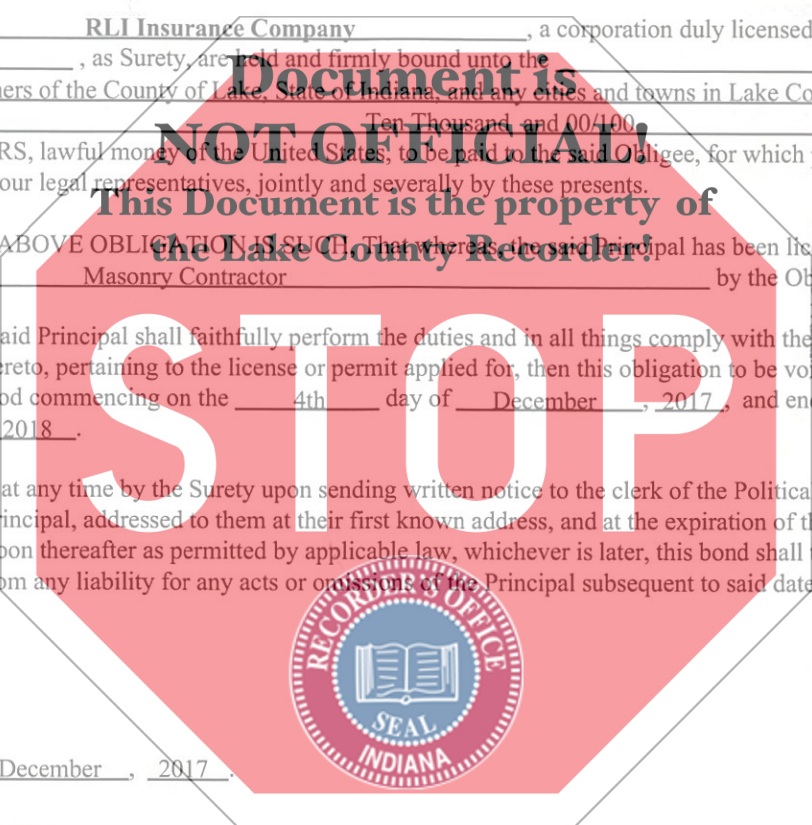 RLI Insurance Company , a corporation duly licensed
, as Surety, are held and firmly bound unto the
ners of the County of Lake, State of Indiana, and any cities and towns in Lake Co
Ten Thousand and 00/100
RS, lawful money of the United States, to be paid to the said Obligee, for which
our legal representatives, jointly and severally by these presents.
Document is
NOT OFFICIAL!
This Document is the property of
the Lake County Recorder!
ABOVE OBLIGATION IS SUCH, That whereas, the said Principal has been lic
Masonry Contractor by the Ob
aid Principal shall faithfully perform the duties and in all things comply with the
ereto, pertaining to the license or permit applied for, then this obligation to be voi
od commencing on the 4th day of December , 2017 , and end
2018 .
STOP
at any time by the Surety upon sending written notice to the clerk of the Politica
rincipal, addressed to them at their first known address, and at the expiration of th
oon thereafter as permitted by applicable law, whichever is later, this bond shall
om any liability for any acts or omissions of the Principal subsequent to said date
RECORDER'S OFFICE
SEAL
INDIANA
December , 2017 .